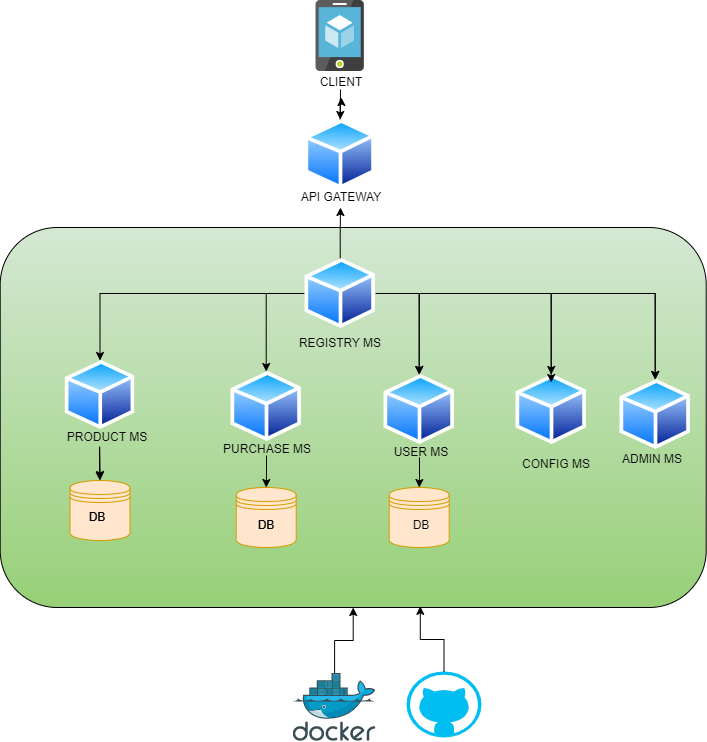 CLIENT
API GATEWAY
REGISTRY MS
PRODUCT MS
PURCHASE MS
USER MS
CONFIG MS
ADMIN MS
DB
DB
DB
docker